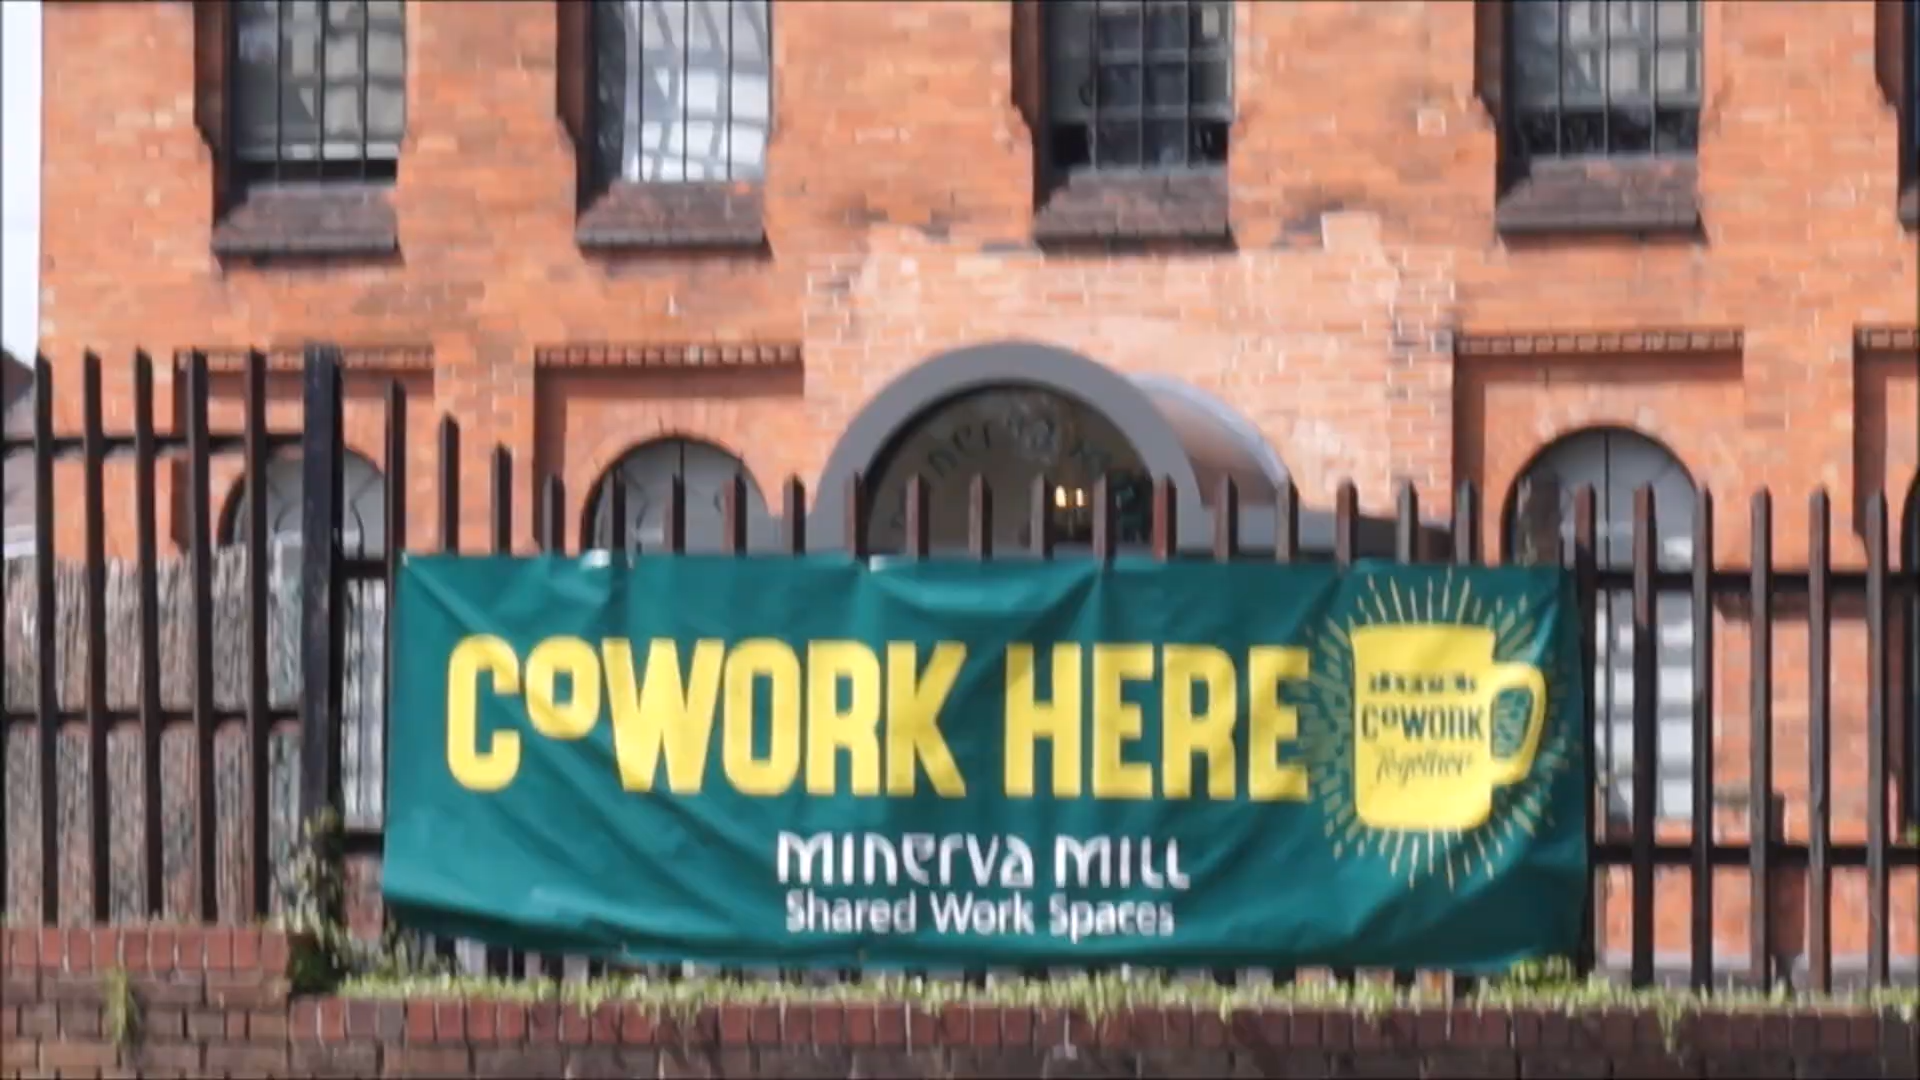 CoWORK HERE
CoWORK
Together
MINERVA MILL
Shared Work Spaces